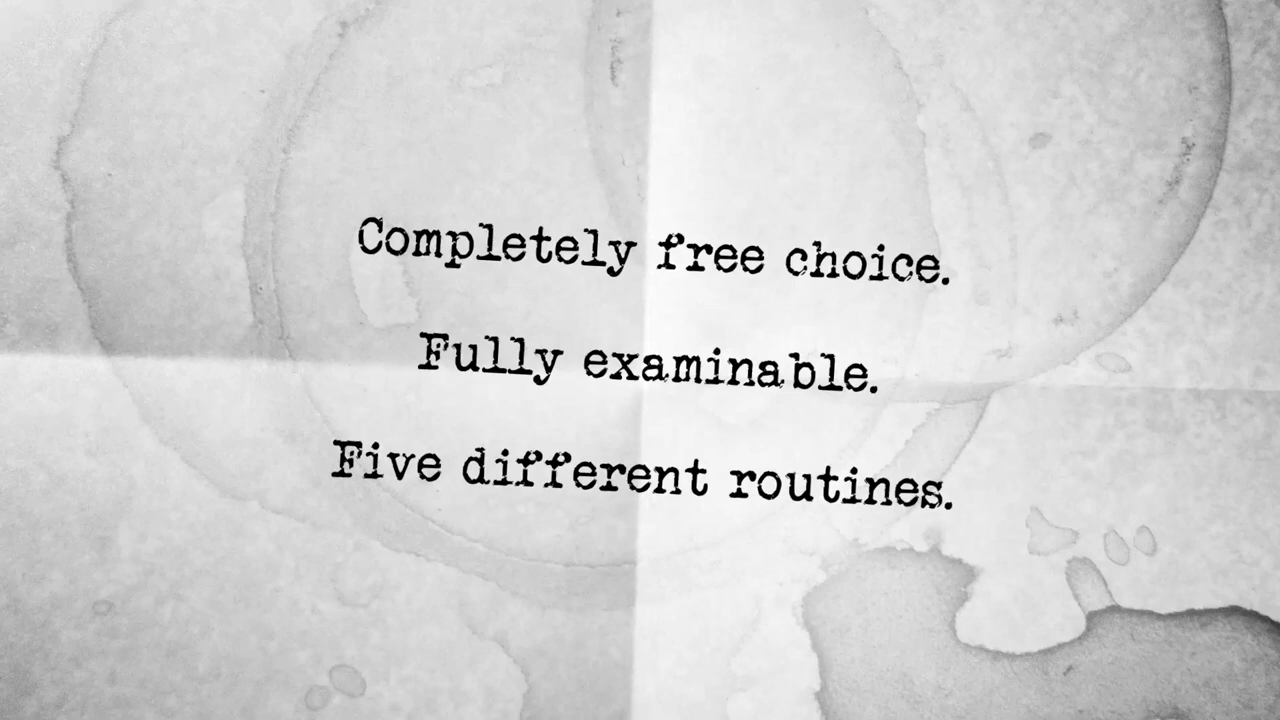 Completely free choice.
Fully examinable.
Five different routines.